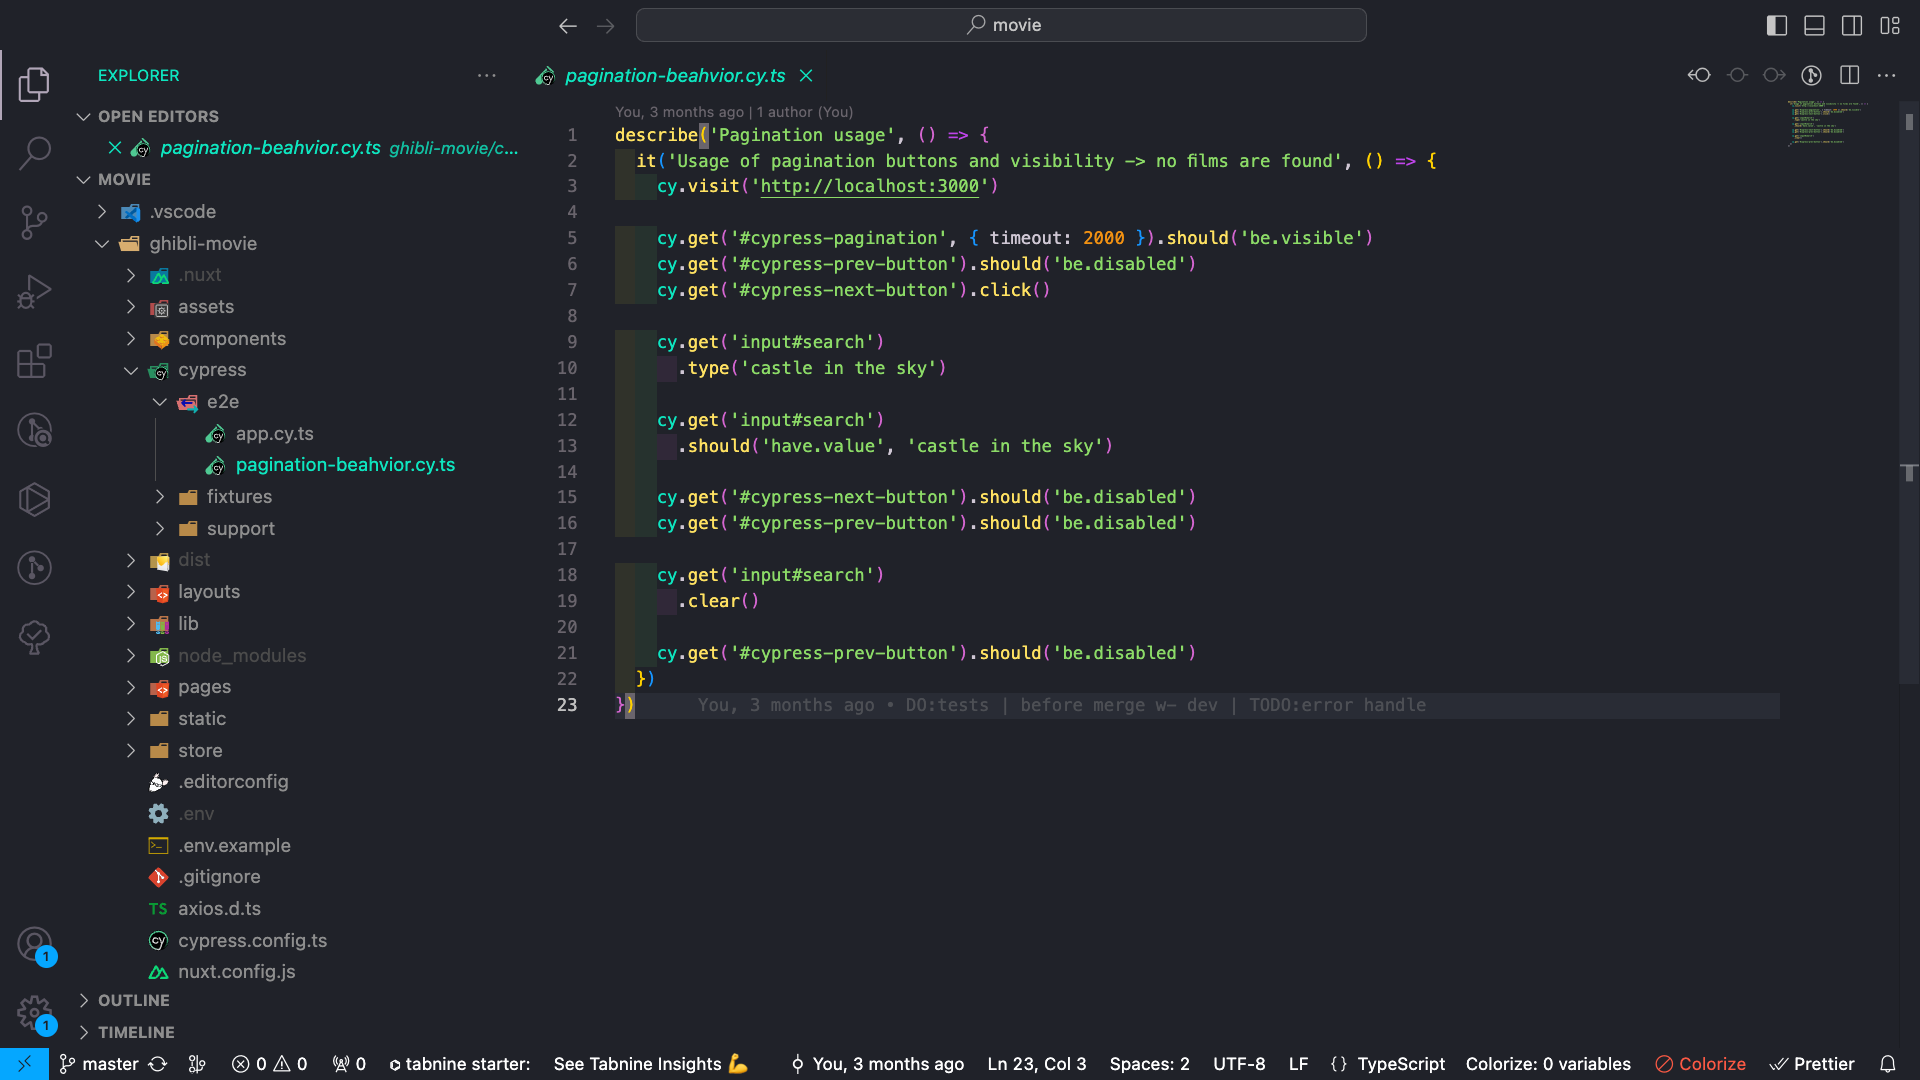 movie
EXPLORER
OPEN EDITORS
pagination-beahvior.cy.ts ghibli-movie/c...
MOVIE
.vscode
ghibli-movie
.nuxt
assets
components
cypress
e2e
app.cy.ts
pagination-beahvior.cy.ts
fixtures
support
dist
layouts
lib
node_modules
pages
static
store
.editorconfig
.env
.env.example
.gitignore
TS axios.d.ts
cypress.config.ts
nuxt.config.js
OUTLINE
TIMELINE
1
1
pagination-beahvior.cy.ts
You, 3 months ago | 1 author (You)
1 describe('Pagination usage', () => {
2 it('Usage of pagination buttons and visibility -> no films are found', () => {
3 cy.visit('http://localhost:3000')
4
5 cy.get('#cypress-pagination', { timeout: 2000 }).should('be.visible')
6 cy.get('#cypress-prev-button').should('be.disabled')
7 cy.get('#cypress-next-button').click()
8
9 cy.get('input#search')
10 .type('castle in the sky')
11
12 cy.get('input#search')
13 .should('have.value', 'castle in the sky')
14
15 cy.get('#cypress-next-button').should('be.disabled')
16 cy.get('#cypress-prev-button').should('be.disabled')
17
18 cy.get('input#search')
19 .clear()
20
21 cy.get('#cypress-prev-button').should('be.disabled')
22 })
23 }) You, 3 months ago • DO:tests | before merge w- dev | TODO:error handle
master 0 0 0 tabnine starter: See Tabnine Insights 💪 You, 3 months ago Ln 23, Col 3 Spaces: 2 UTF-8 LF {} TypeScript Colorize: 0 variables Colorize Prettier